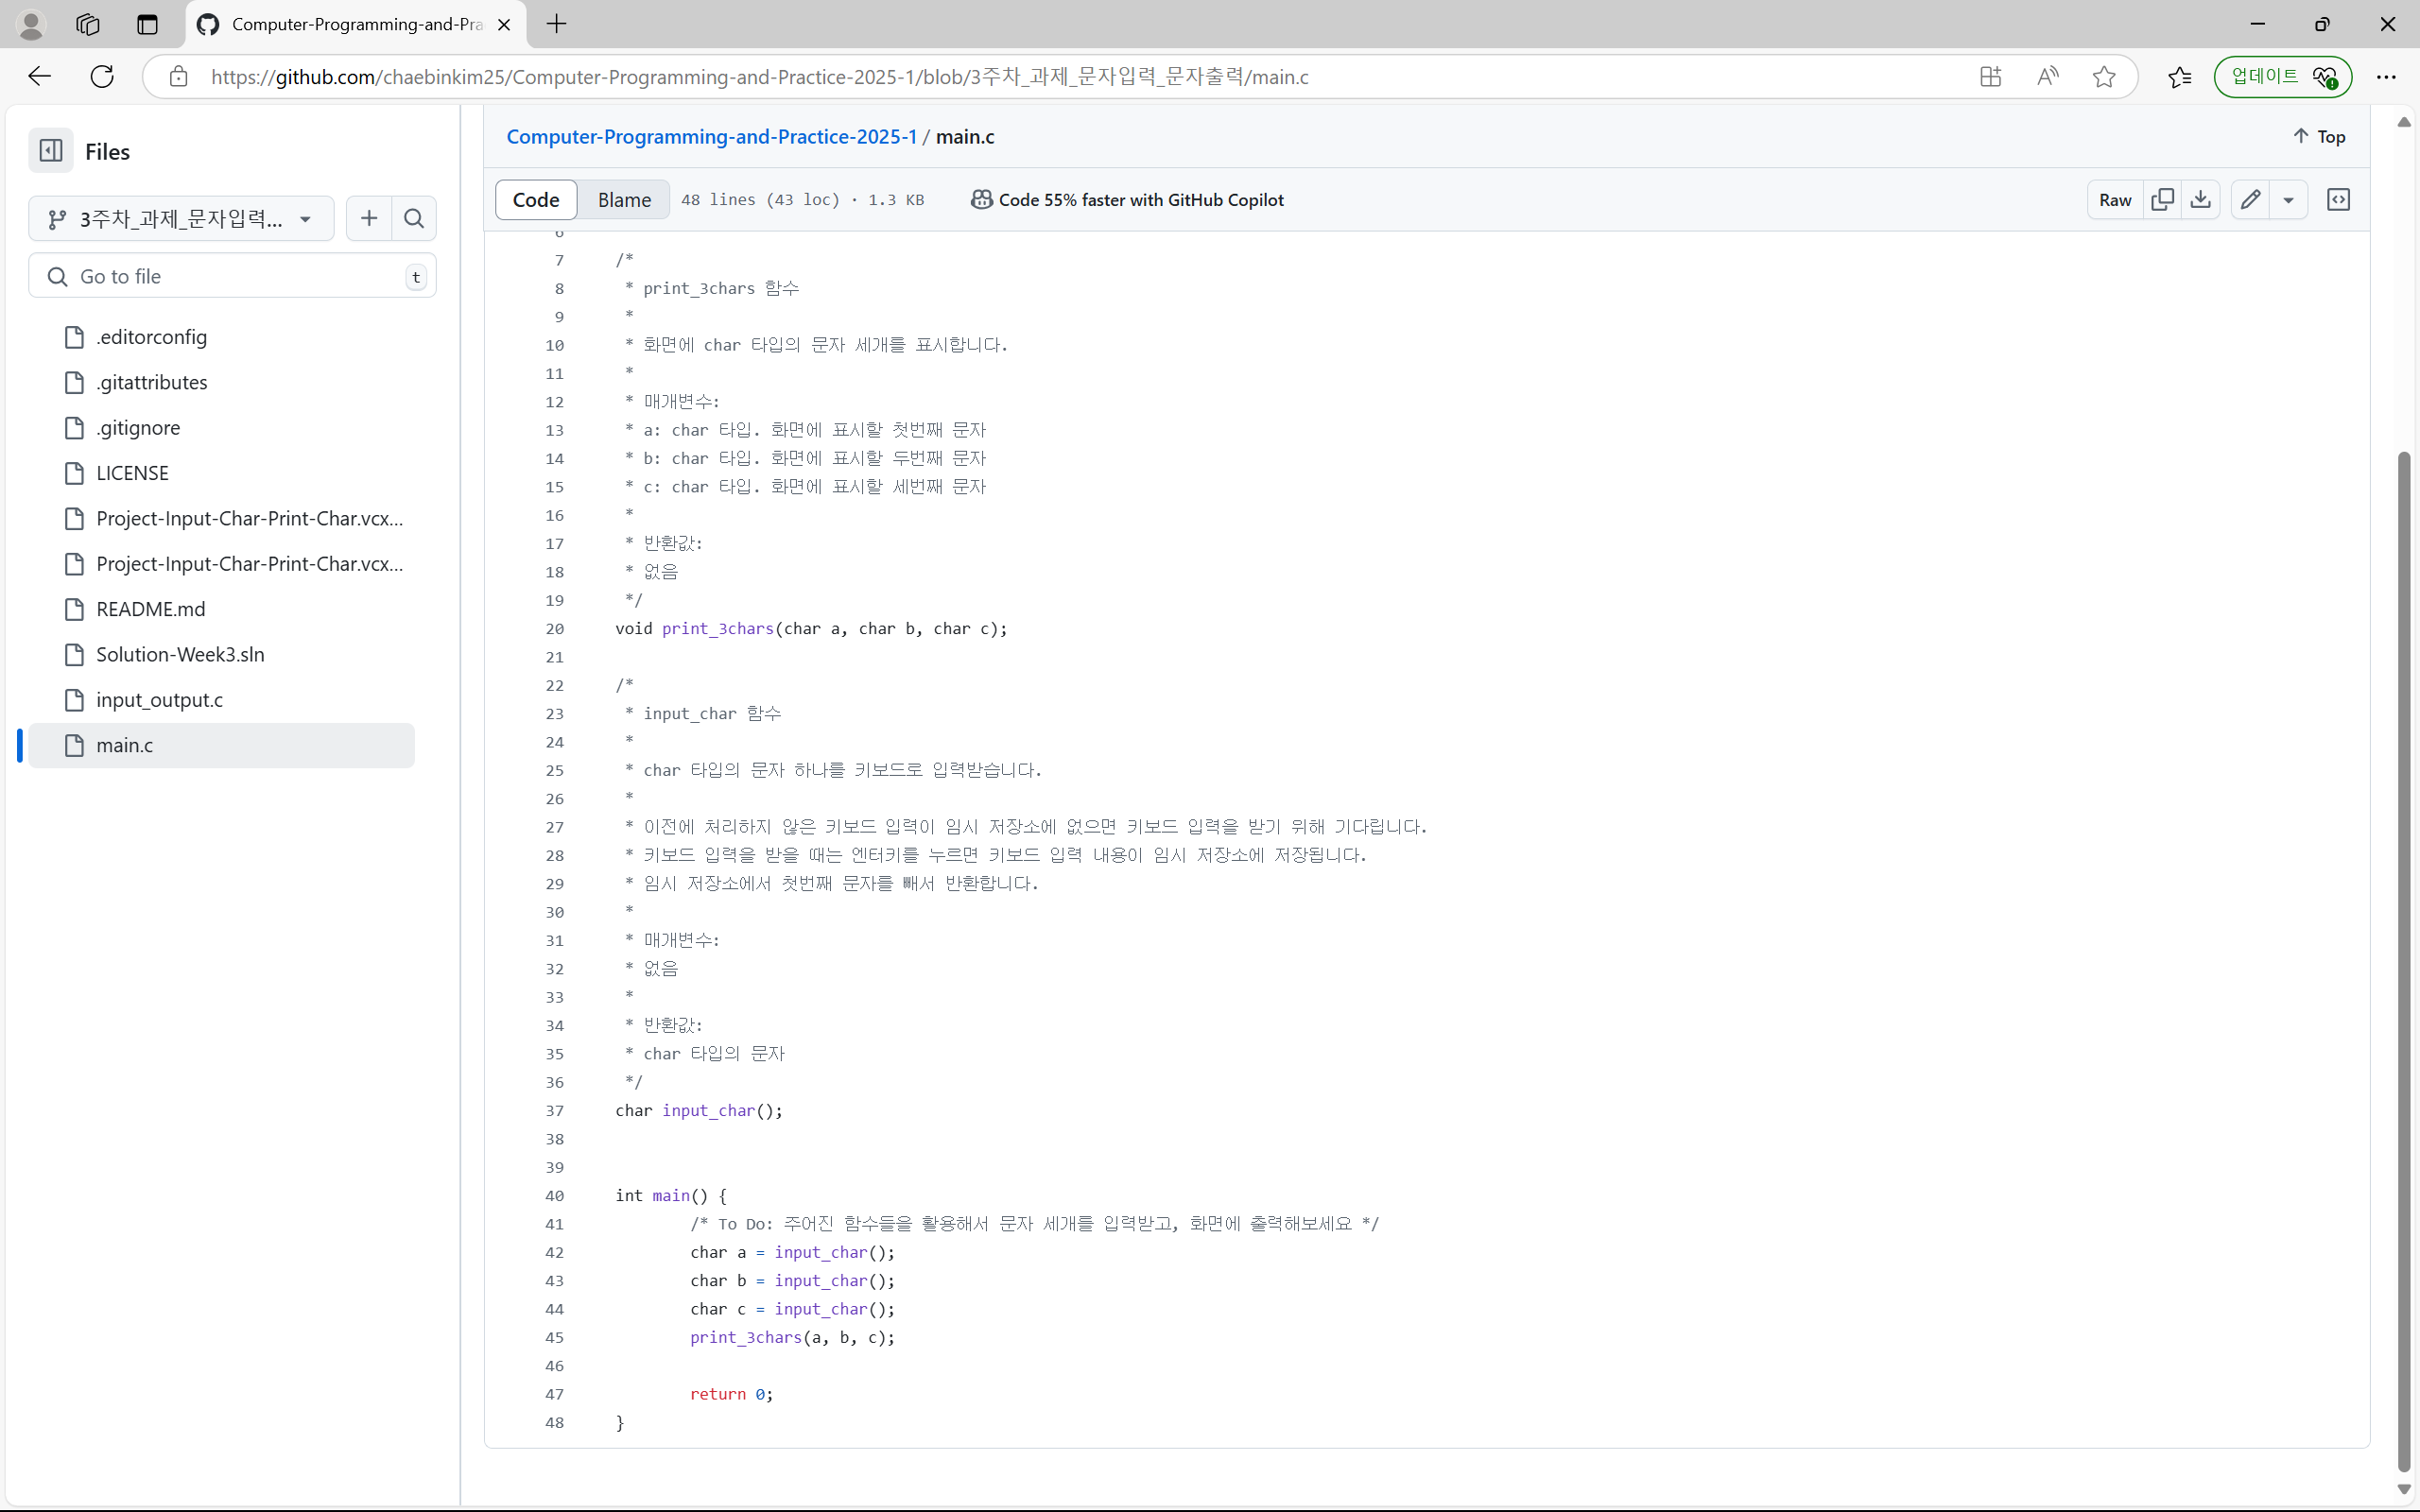 Computer-Programming-and-Pra
https://github.com/chaebinkim25/Computer-Programming-and-Practice-2025-1/blob/3주차_과제_문자입력_문자출력/main.c
업데이트
Files
3주차_과제_문자입력...
Go to file
t
.editorconfig
.gitattributes
.gitignore
LICENSE
Project-Input-Char-Print-Char.vcx...
Project-Input-Char-Print-Char.vcx...
README.md
Solution-Week3.sln
input_output.c
main.c
Computer-Programming-and-Practice-2025-1 / main.c
Top
Code Blame 48 lines (43 loc) · 1.3 KB Code 55% faster with GitHub Copilot Raw
6
7 /*
8 * print_3chars 함수
9 *
10 * 화면에 char 타입의 문자 세개를 표시합니다.
11 *
12 * 매개변수:
13 * a: char 타입. 화면에 표시할 첫번째 문자
14 * b: char 타입. 화면에 표시할 두번째 문자
15 * c: char 타입. 화면에 표시할 세번째 문자
16 *
17 * 반환값:
18 * 없음
19 */
20 void print_3chars(char a, char b, char c);
21
22 /*
23 * input_char 함수
24 *
25 * char 타입의 문자 하나를 키보드로 입력받습니다.
26 *
27 * 이전에 처리하지 않은 키보드 입력이 임시 저장소에 없으면 키보드 입력을 받기 위해 기다립니다.
28 * 키보드 입력을 받을 때는 엔터키를 누르면 키보드 입력 내용이 임시 저장소에 저장됩니다.
29 * 임시 저장소에서 첫번째 문자를 빼서 반환합니다.
30 *
31 * 매개변수:
32 * 없음
33 *
34 * 반환값:
35 * char 타입의 문자
36 */
37 char input_char();
38
39
40 int main() {
41 /* To Do: 주어진 함수들을 활용해서 문자 세개를 입력받고, 화면에 출력해보세요 */
42 char a = input_char();
43 char b = input_char();
44 char c = input_char();
45 print_3chars(a, b, c);
46
47 return 0;
48 }